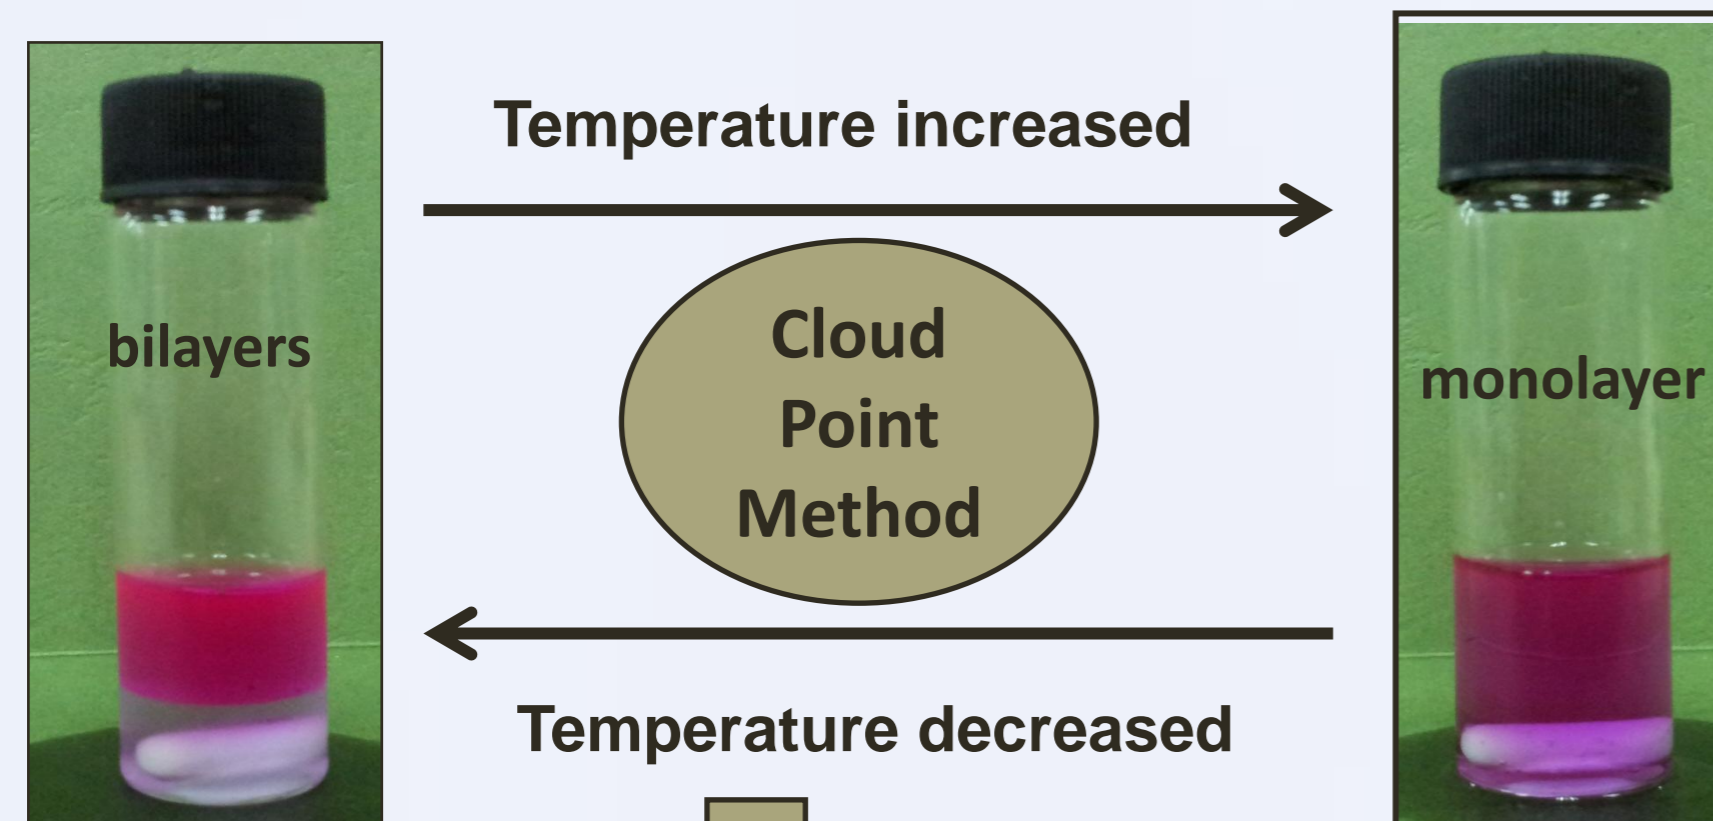 Temperature increased
bilayers
Cloud
Point
Method
monolayer
Temperature decreased